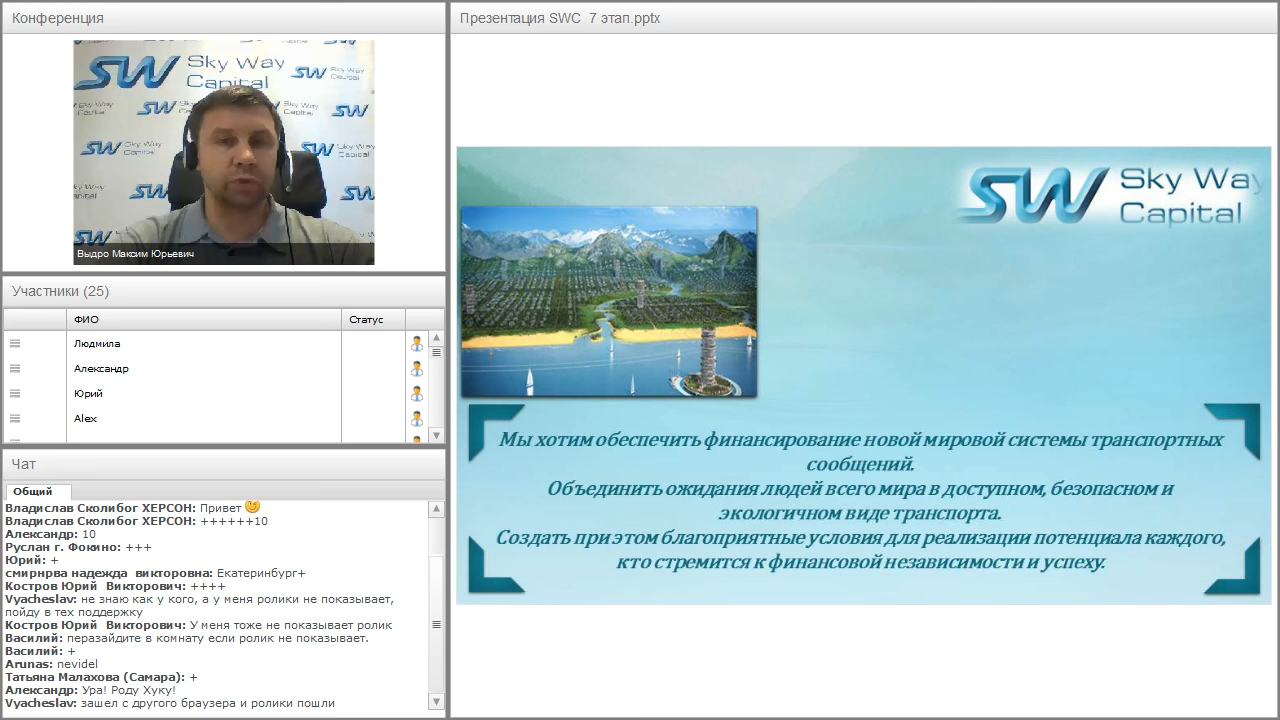 Конференция
SW Sky Way
Capital
SW Sky Way
Capital
Выдро Максим Юрьевич
Участники (25)
ФИО Статус
Людмила
Александр
Юрий
Alex
Чат
Общий
Владислав Сколибог ХЕРСОН: Привет
Владислав Сколибог ХЕРСОН: ++++++10
Александр: 10
Руслан г. Фокино: +++
Юрий: +
смирнрва надежда викторовна: Екатеринбург+
Костров Юрий Викторович: ++++
Vyacheslav: не знаю как у кого, а у меня ролики не показывает,
пойду в тех поддержку
Костров Юрий Викторович: У меня тоже не показывает ролик
Василий: перазайдите в комнату если ролик не показывает.
Василий: +
Arunas: nevidel
Татьяна Малахова (Самара): +
Александр: Ура! Роду Хуку!
Vyacheslav: зашел с другого браузера и ролики пошли
Презентация SWC 7 этап.pptx
SW Sky Way
Capital
Мы хотим обеспечить финансирование новой мировой системы транспортных
сообщений.
Объединить ожидания людей всего мира в доступном, безопасном и
экологичном виде транспорта.
Создать при этом благоприятные условия для реализации потенциала каждого,
кто стремится к финансовой независимости и успеху.